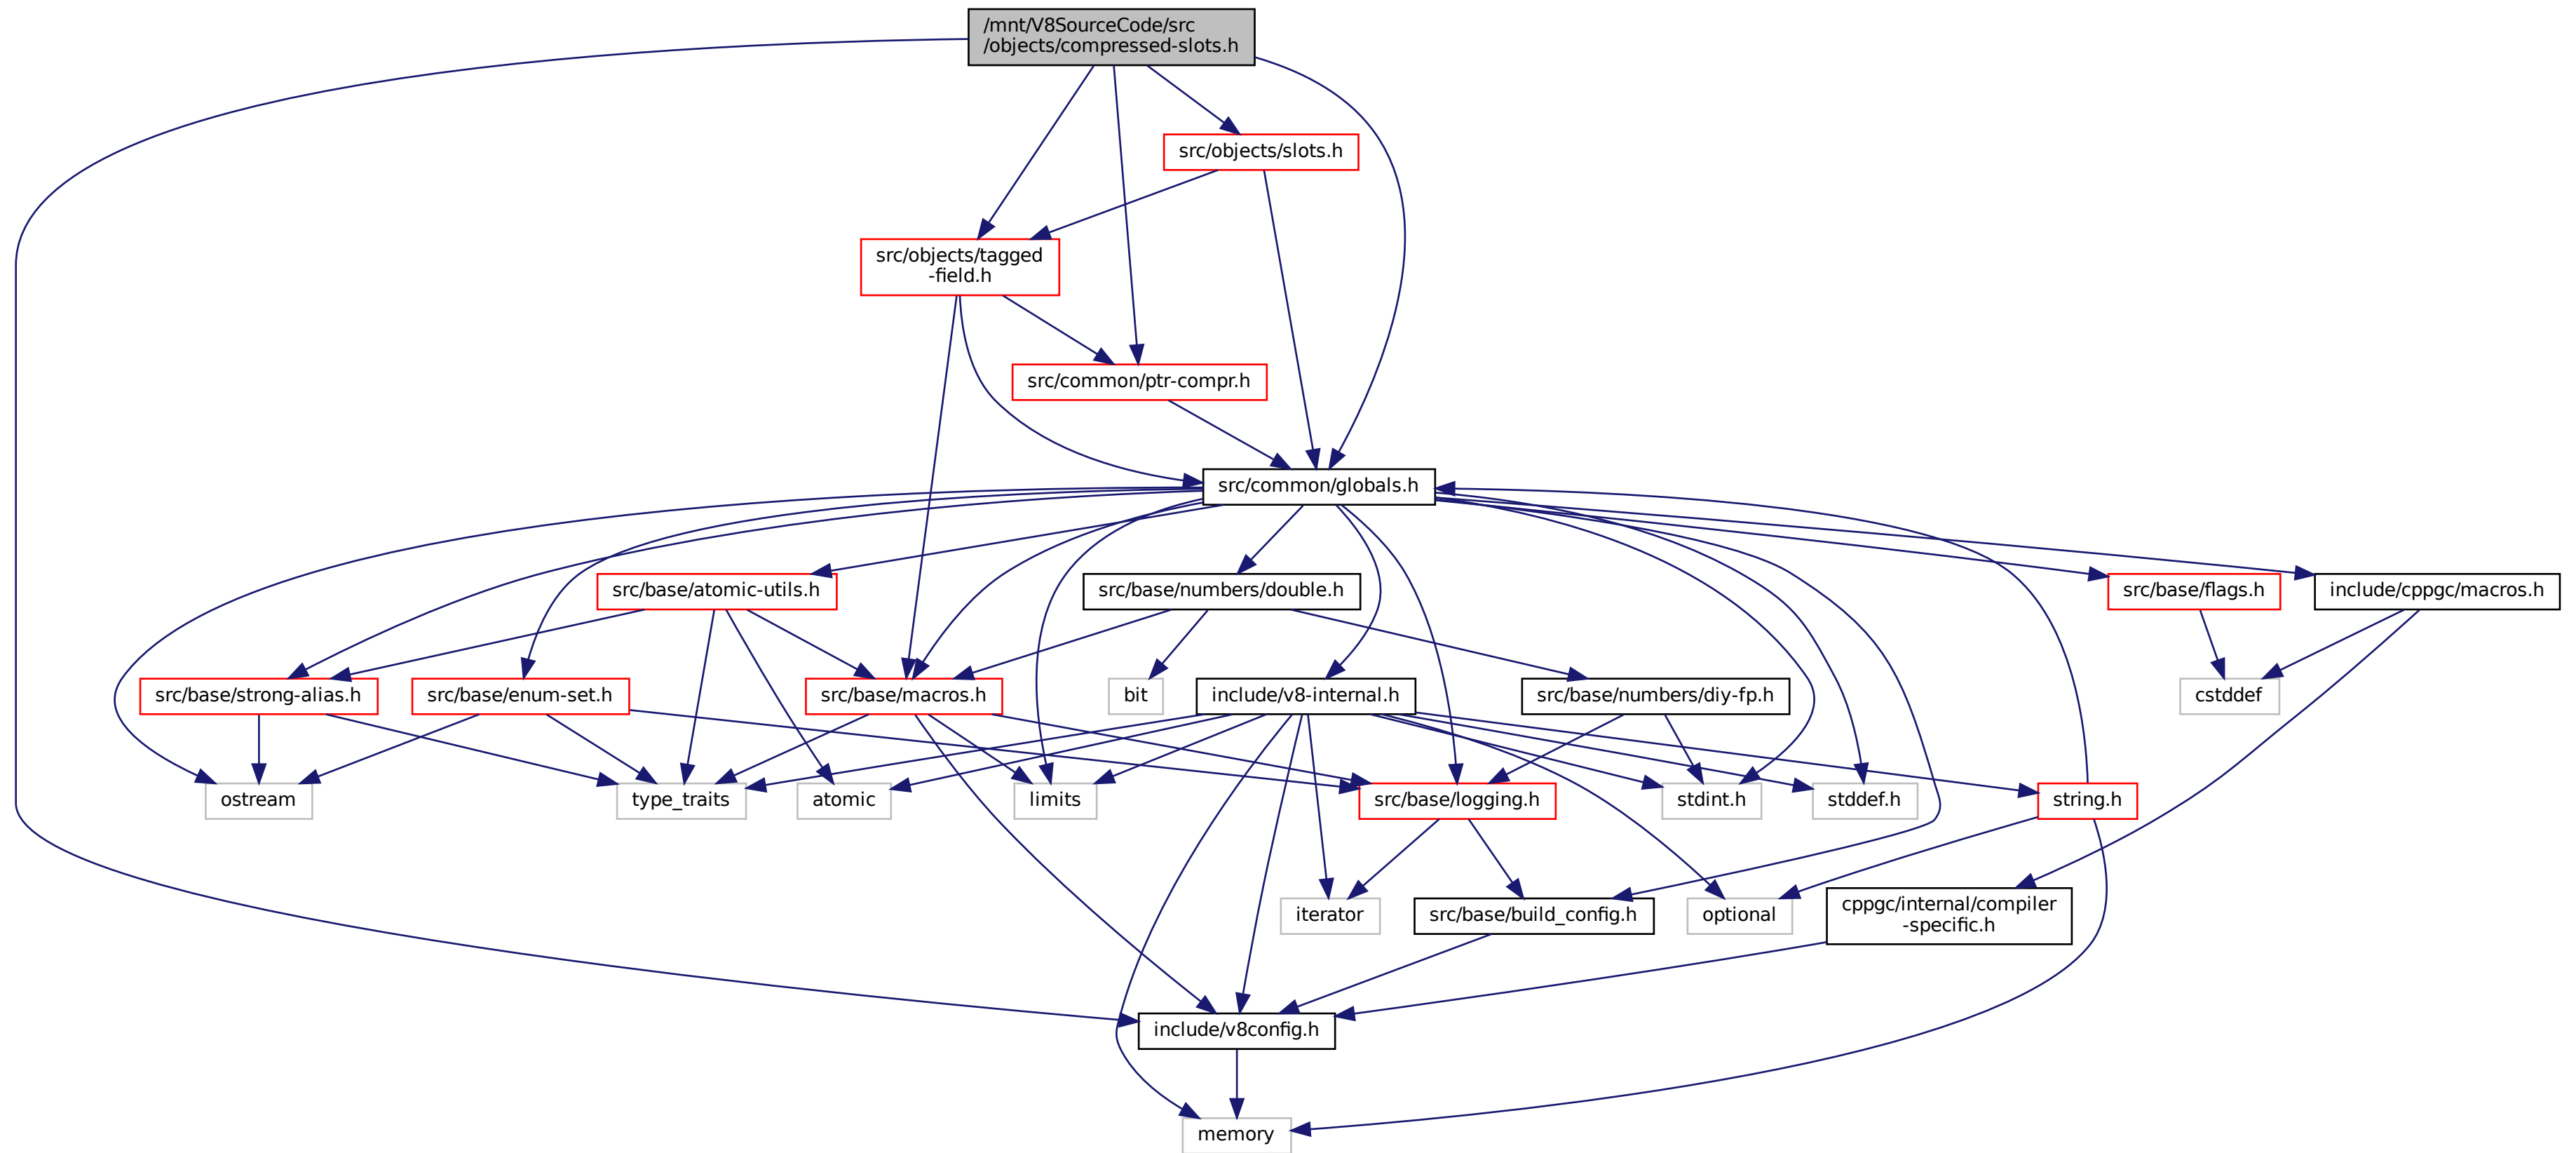 /mnt/V8SourceCode/src
/objects/compressed-slots.h
src/objects/slots.h
src/objects/tagged
-field.h
src/common/ptr-compr.h
src/common/globals.h
src/base/atomic-utils.h
src/base/numbers/double.h
src/base/flags.h
include/cppgc/macros.h
src/base/strong-alias.h
src/base/enum-set.h
src/base/macros.h
bit
include/v8-internal.h
src/base/numbers/diy-fp.h
cstddef
ostream
type_traits
atomic
limits
src/base/logging.h
stdint.h
stddef.h
string.h
iterator
src/base/build_config.h
optional
cppgc/internal/compiler
-specific.h
include/v8config.h
memory